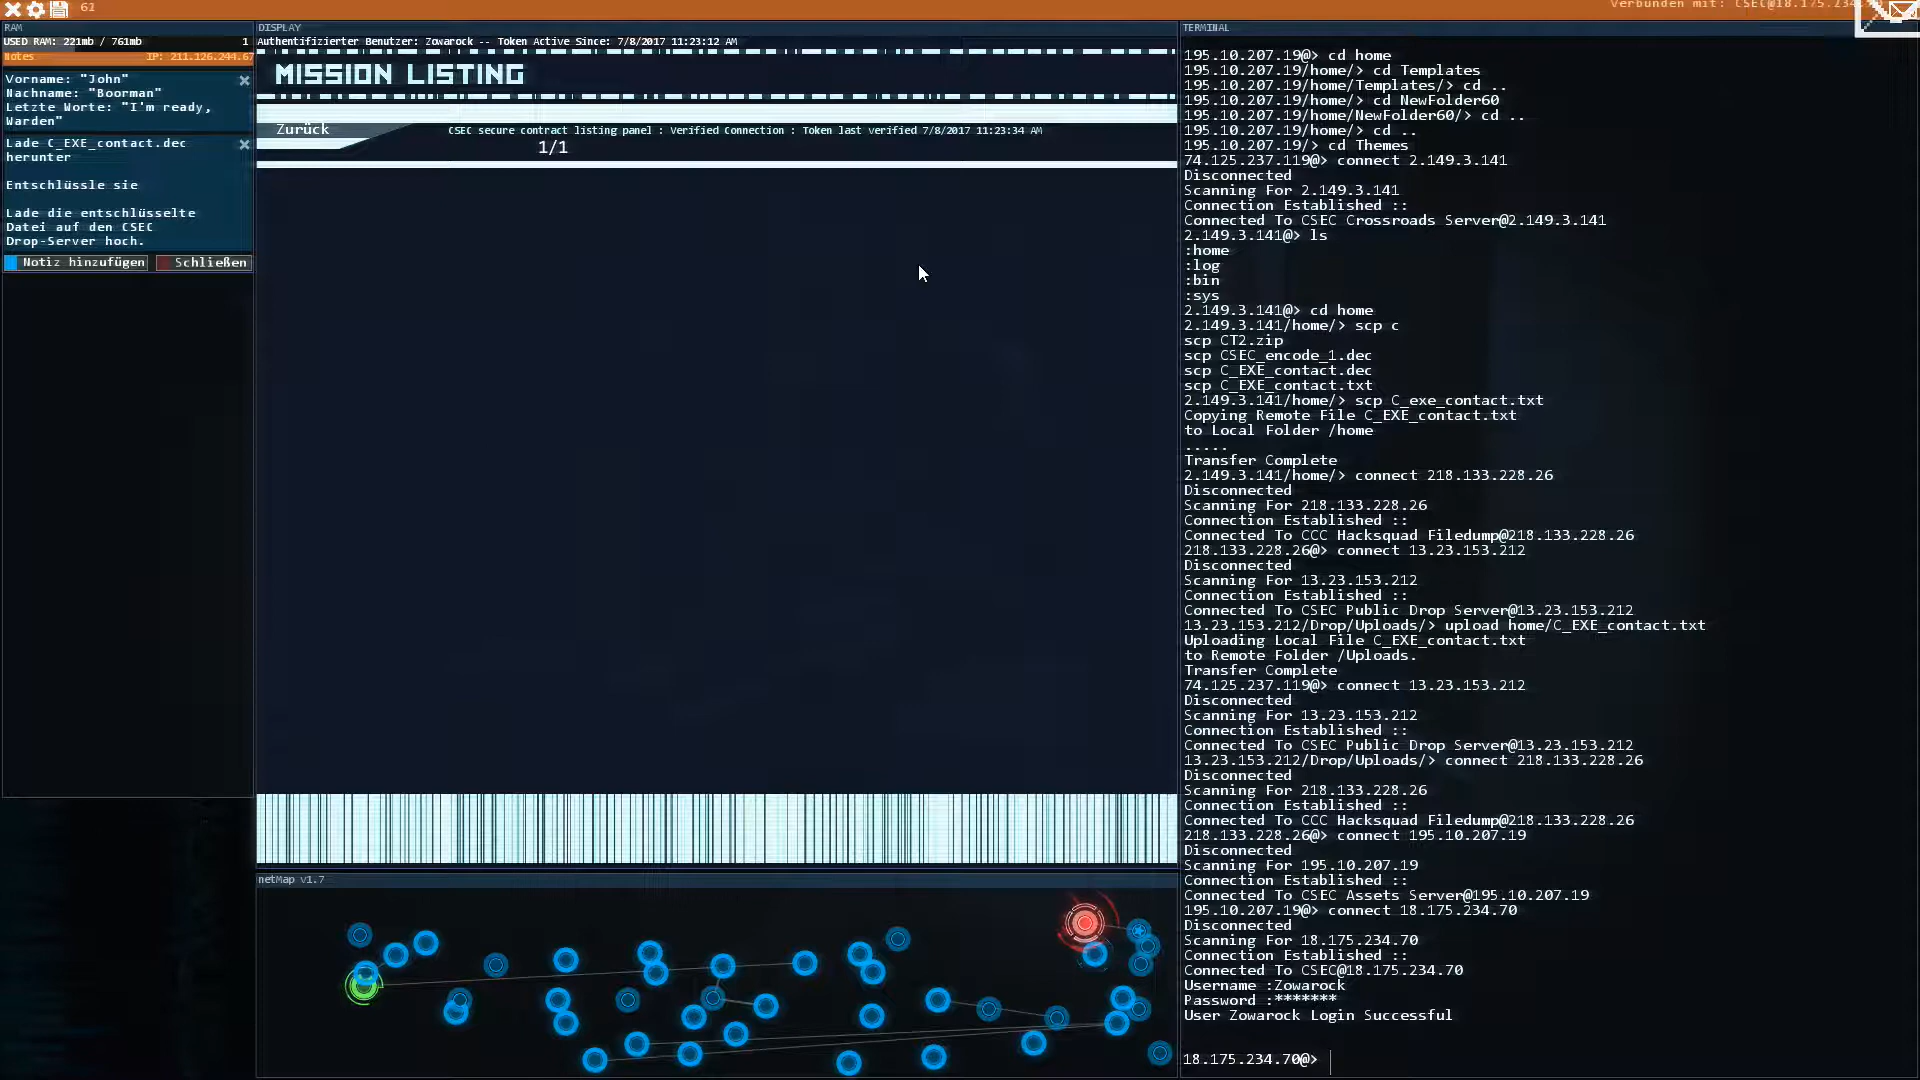 61
Verbunden mit: CSEC@18.175.234.
RAM
USED RAM: 221mb / 761mb 1
Notes IP: 211.126.244.67
Vorname: "John"
Nachname: "Boorman"
Letzte Worte: "I'm ready,
Warden"
Lade C_EXE_contact.dec
herunter
Entschlüssle sie
Lade die entschlüsselte
Datei auf den CSEC
Drop-Server hoch.
Notiz hinzufügen
Schließen
DISPLAY
Authentifizierter Benutzer: Zowarock -- Token Active Since: 7/8/2017 11:23:12 AM
MISSION LISTING
Zurück
CSEC secure contract listing panel : Verified Connection : Token last verified 7/8/2017 11:23:34 AM
1/1
netMap v1.7
TERMINAL
195.10.207.19@> cd home
195.10.207.19/home/> cd Templates
195.10.207.19/home/Templates/> cd ..
195.10.207.19/home/> cd NewFolder60
195.10.207.19/home/NewFolder60/> cd ..
195.10.207.19/home/> cd ..
195.10.207.19/> cd Themes
74.125.237.119@> connect 2.149.3.141
Disconnected
Scanning For 2.149.3.141
Connection Established ::
Connected To CSEC Crossroads Server@2.149.3.141
2.149.3.141@> ls
:home
:log
:bin
:sys
2.149.3.141@> cd home
2.149.3.141/home/> scp c
scp CT2.zip
scp CSEC_encode_1.dec
scp C_EXE_contact.dec
scp C_EXE_contact.txt
2.149.3.141/home/> scp C_exe_contact.txt
Copying Remote File C_EXE_contact.txt
to Local Folder /home
.....
Transfer Complete
2.149.3.141/home/> connect 218.133.228.26
Disconnected
Scanning For 218.133.228.26
Connection Established ::
Connected To CCC Hacksquad Filedump@218.133.228.26
218.133.228.26@> connect 13.23.153.212
Disconnected
Scanning For 13.23.153.212
Connection Established ::
Connected To CSEC Public Drop Server@13.23.153.212
13.23.153.212/Drop/Uploads/> upload home/C_EXE_contact.txt
Uploading Local File C_EXE_contact.txt
to Remote Folder /Uploads.
Transfer Complete
74.125.237.119@> connect 13.23.153.212
Disconnected
Scanning For 13.23.153.212
Connection Established ::
Connected To CSEC Public Drop Server@13.23.153.212
13.23.153.212/Drop/Uploads/> connect 218.133.228.26
Disconnected
Scanning For 218.133.228.26
Connection Established ::
Connected To CCC Hacksquad Filedump@218.133.228.26
218.133.228.26@> connect 195.10.207.19
Disconnected
Scanning For 195.10.207.19
Connection Established ::
Connected To CSEC Assets Server@195.10.207.19
195.10.207.19@> connect 18.175.234.70
Disconnected
Scanning For 18.175.234.70
Connection Established ::
Connected To CSEC@18.175.234.70
Username :Zowarock
Password :*******
User Zowarock Login Successful
18.175.234.70@>